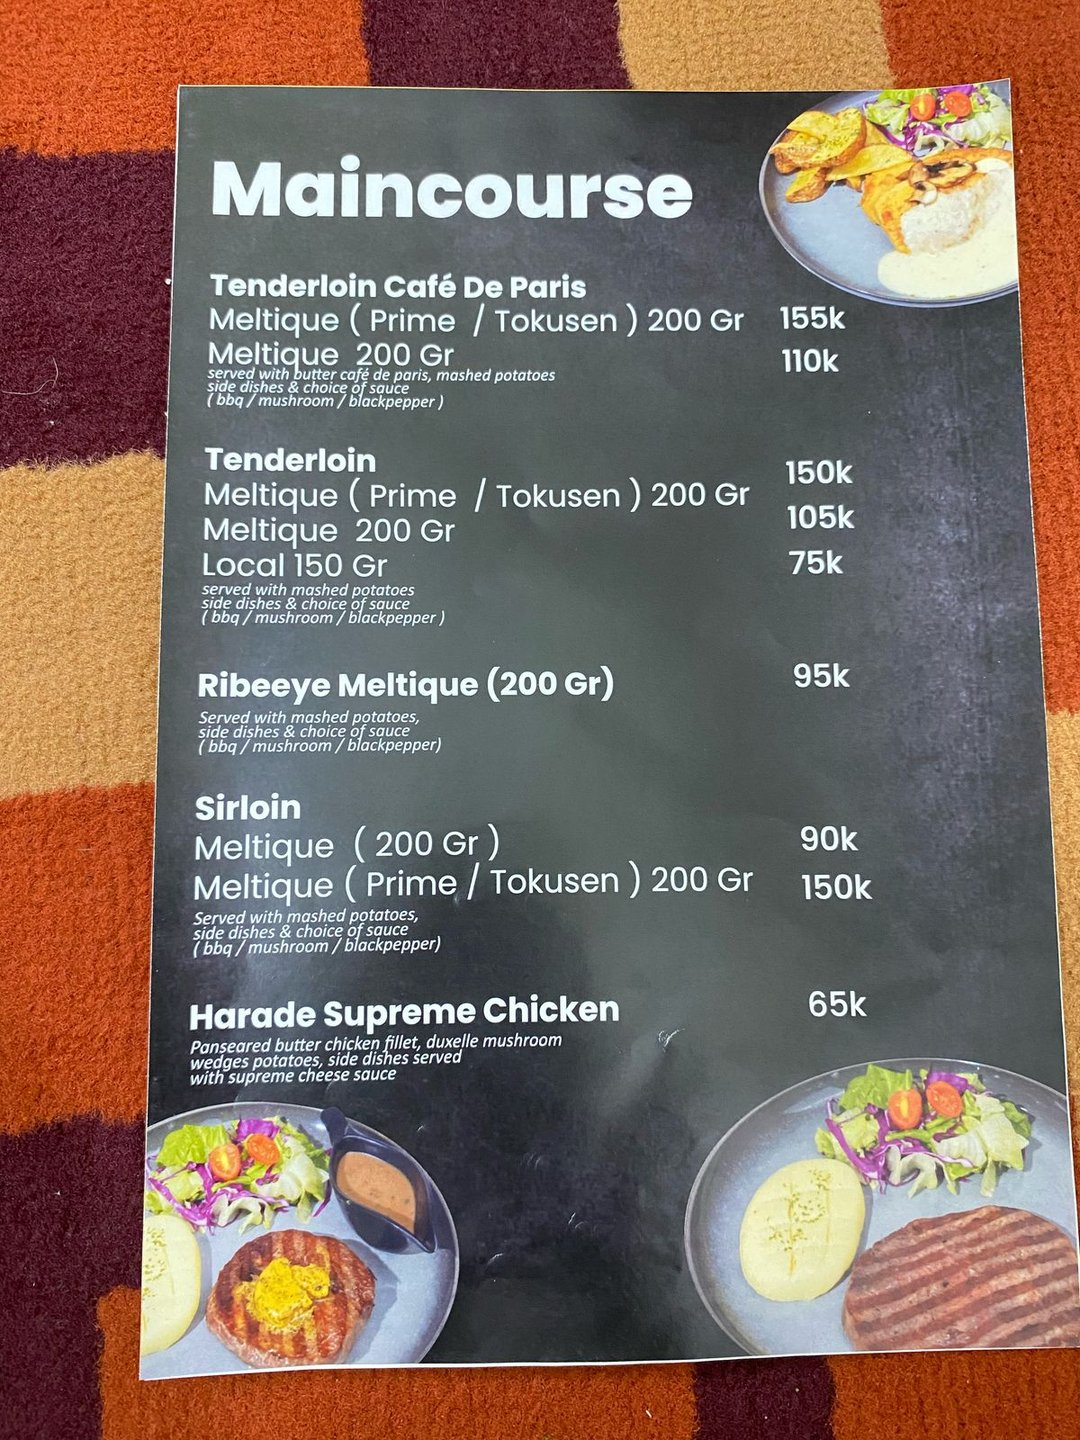 Maincourse
Tenderloin Café De Paris
Meltique ( Prime / Tokusen ) 200 Gr 155k
Meltique 200 Gr 110k
served with butter café de paris, mashed potatoes
side dishes & choice of sauce
( bbq / mushroom / blackpepper )
Tenderloin
Meltique ( Prime / Tokusen ) 200 Gr 150k
Meltique 200 Gr 105k
Local 150 Gr 75k
served with mashed potatoes
side dishes & choice of sauce
( bbq / mushroom / blackpepper )
Ribeeye Meltique (200 Gr) 95k
Served with mashed potatoes,
side dishes & choice of sauce
( bbq / mushroom / blackpepper)
Sirloin
Meltique ( 200 Gr ) 90k
Meltique ( Prime / Tokusen ) 200 Gr 150k
Served with mashed potatoes,
side dishes & choice of sauce
( bbq / mushroom / blackpepper)
Harade Supreme Chicken 65k
Panseared butter chicken fillet, duxelle mushroom
wedges potatoes, side dishes served
with supreme cheese sauce